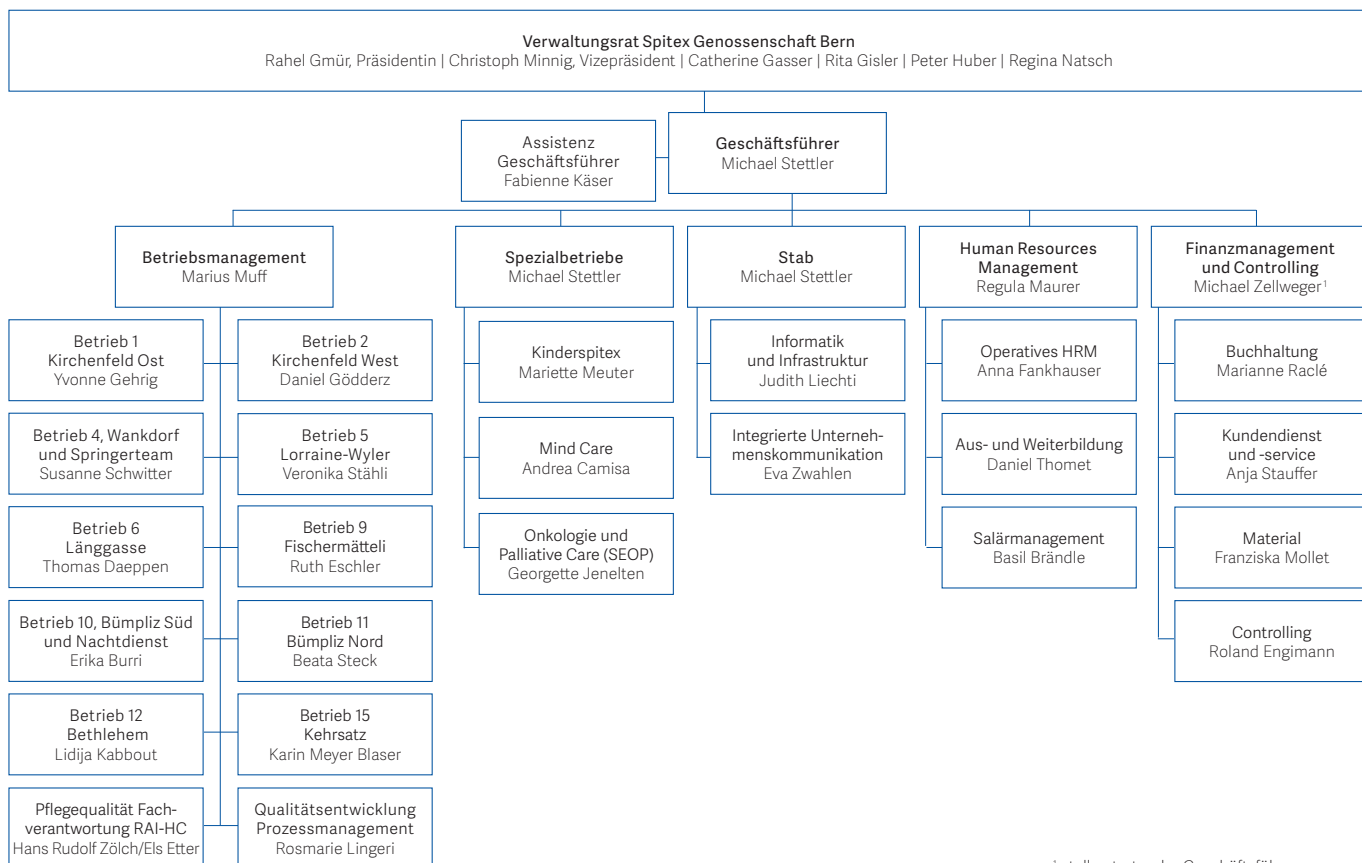 Verwaltungsrat Spitex Genossenschaft Bern
Rahel Gmür, Präsidentin | Christoph Minnig, Vizepräsident | Catherine Gasser | Rita Gisler | Peter Huber | Regina Natsch
Assistenz
Geschäftsführer
Fabienne Käser
Geschäftsführer
Michael Stettler
Betriebsmanagement
Marius Muff
Spezialbetriebe
Michael Stettler
Stab
Michael Stettler
Human Resources
Management
Regula Maurer
Finanzmanagement
und Controlling
Michael Zellweger¹
Betrieb 1
Kirchenfeld Ost
Yvonne Gehrig
Betrieb 2
Kirchenfeld West
Daniel Gödderz
Betrieb 4, Wankdorf
und Springerteam
Susanne Schwitter
Betrieb 5
Lorraine-Wyler
Veronika Stähli
Betrieb 6
Länggasse
Thomas Daeppen
Betrieb 9
Fischermätteli
Ruth Eschler
Betrieb 10, Bümpliz Süd
und Nachtdienst
Erika Burri
Betrieb 11
Bümpliz Nord
Beata Steck
Betrieb 12
Bethlehem
Lidija Kabbout
Betrieb 15
Kehrsatz
Karin Meyer Blaser
Pflegequalität Fach-
verantwortung RAI-HC
Hans Rudolf Zölch/Els Etter
Qualitätsentwicklung
Prozessmanagement
Rosmarie Lingeri
Kinderspitex
Mariette Meuter
Mind Care
Andrea Camisa
Onkologie und
Palliative Care (SEOP)
Georgette Jenelten
Informatik
und Infrastruktur
Judith Liechti
Integrierte Unterneh-
menskommunikation
Eva Zwahlen
Operatives HRM
Anna Fankhauser
Aus- und Weiterbildung
Daniel Thomet
Salärmanagement
Basil Brändle
Buchhaltung
Marianne Raclé
Kundendienst
und -service
Anja Stauffer
Material
Franziska Mollet
Controlling
Roland Engimann